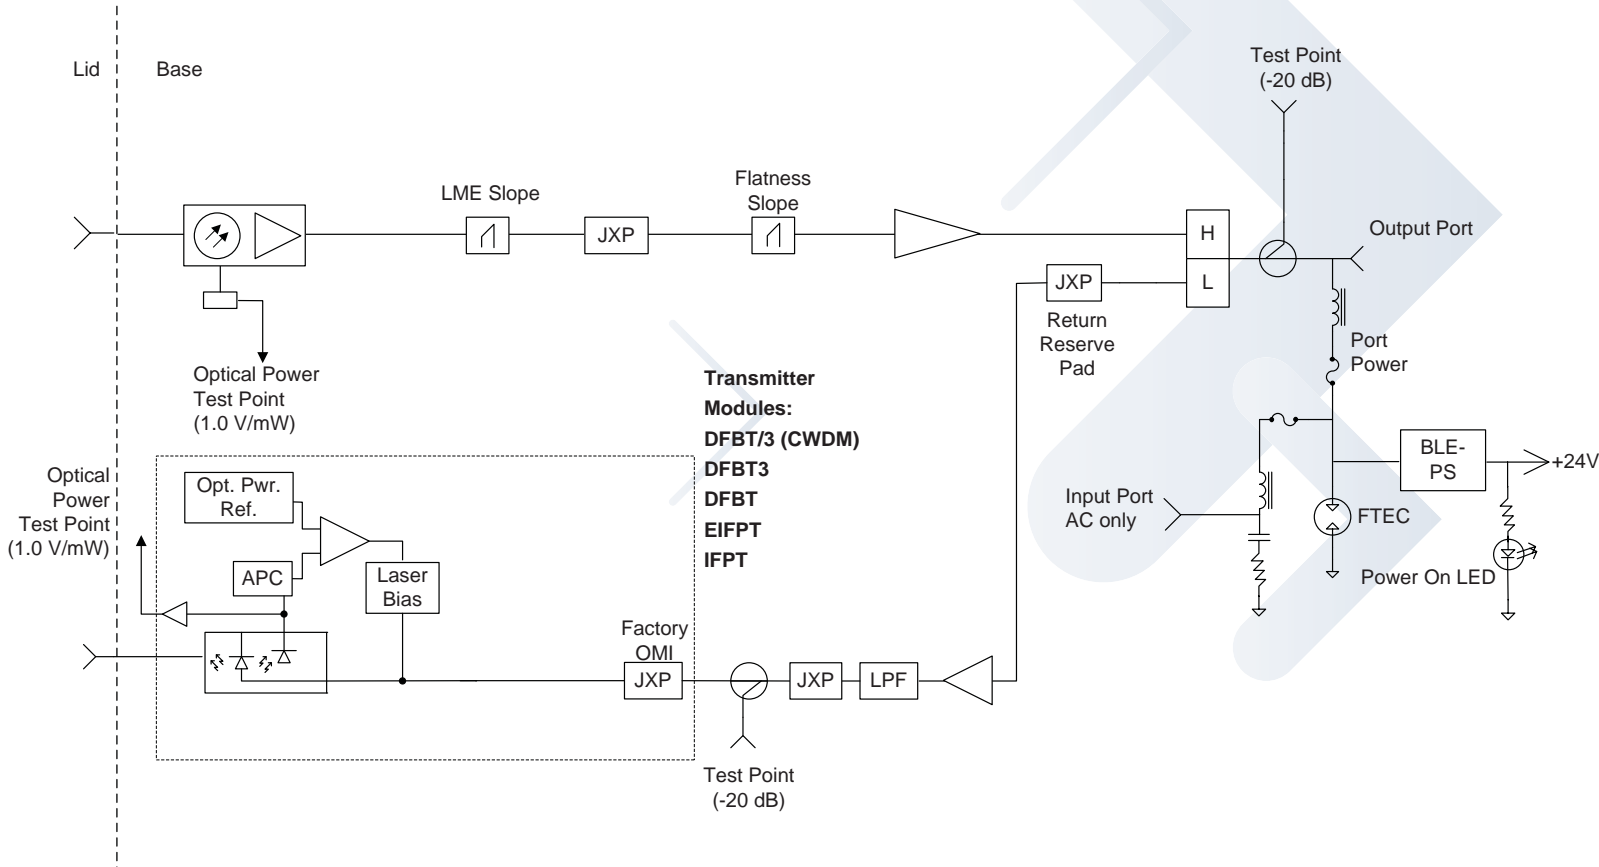 Lid
Base
Test Point
(-20 dB)
LME Slope
Flatness
Slope
JXP
H
L
Output Port
JXP
Return
Reserve
Pad
Port
Power
Optical Power
Test Point
(1.0 V/mW)
Transmitter
Modules:
DFBT/3 (CWDM)
DFBT3
DFBT
EIFPT
IFPT
BLE-
PS
+24V
Input Port
AC only
FTEC
Power On LED
Optical
Power
Test Point
(1.0 V/mW)
Opt. Pwr.
Ref.
APC
Laser
Bias
Factory
OMI
JXP
JXP
LPF
Test Point
(-20 dB)